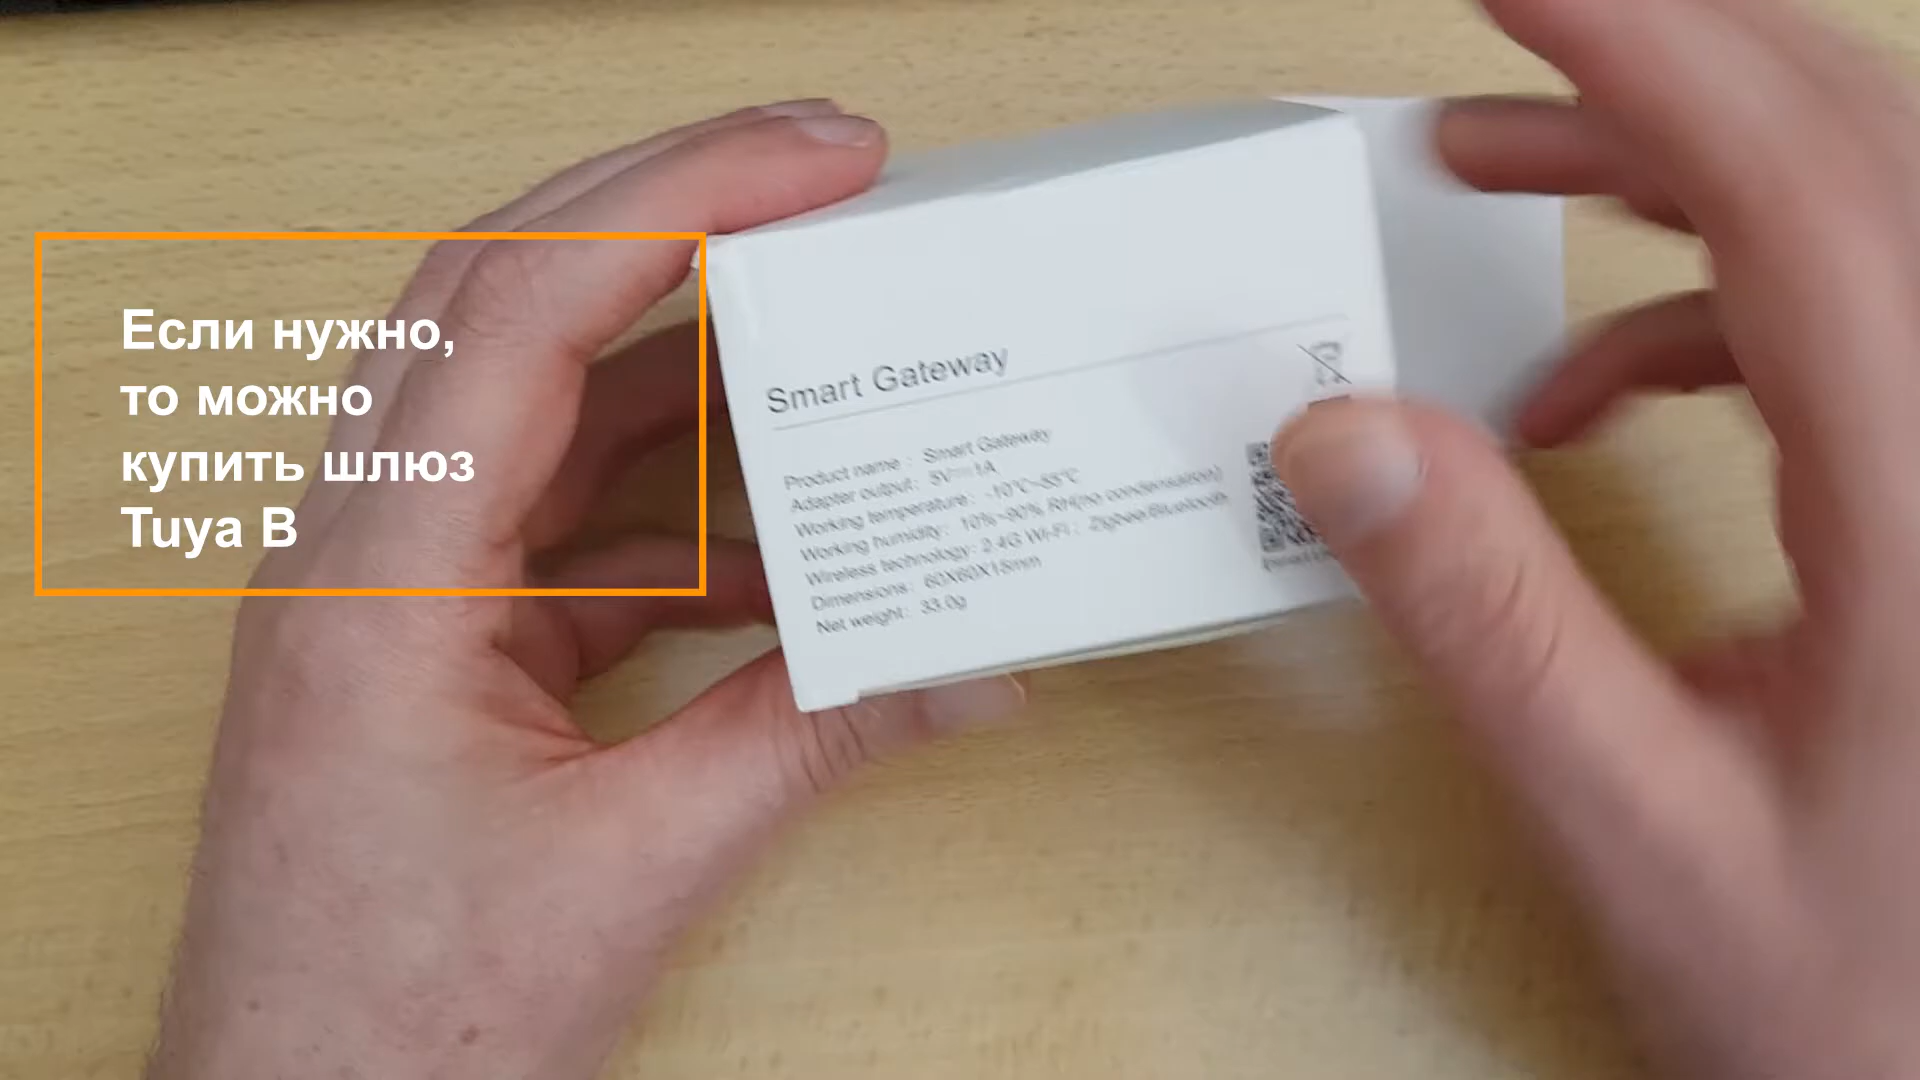 Если нужно,
то можно
купить шлюз
Tuya В
Smart Gateway
Product name : Smart Gateway
Adapter output: 5V⎓1A
Working temperature: -10℃~55℃
Working humidity: 10%~90% RH(no condensation)
Wireless technology: 2.4G Wi-Fi : Zigbee/Bluetooth
Dimensions: 60X60X15mm
Net weight: 33.0g